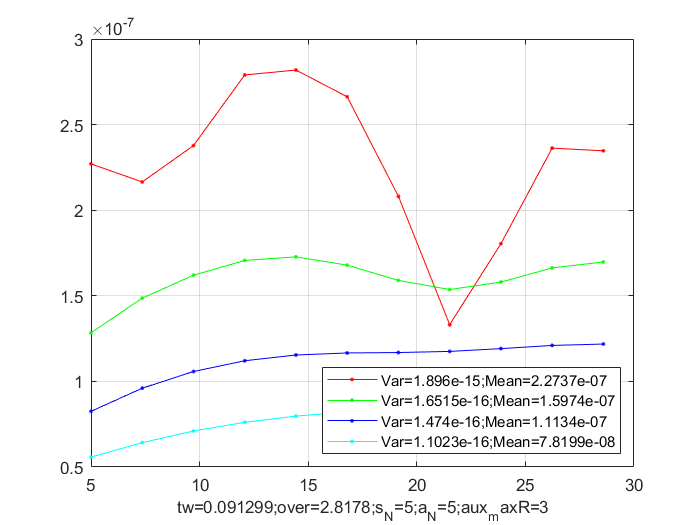 ×10-7
3
2.5
2
1.5
1
0.5
Var=1.896e-15;Mean=2.2737e-07
Var=1.6515e-16;Mean=1.5974e-07
Var=1.474e-16;Mean=1.1134e-07
Var=1.1023e-16;Mean=7.8199e-08
5 10 15 20 25 30
tw=0.091299;over=2.8178;sN=5;aN=5;auxmaxR=3